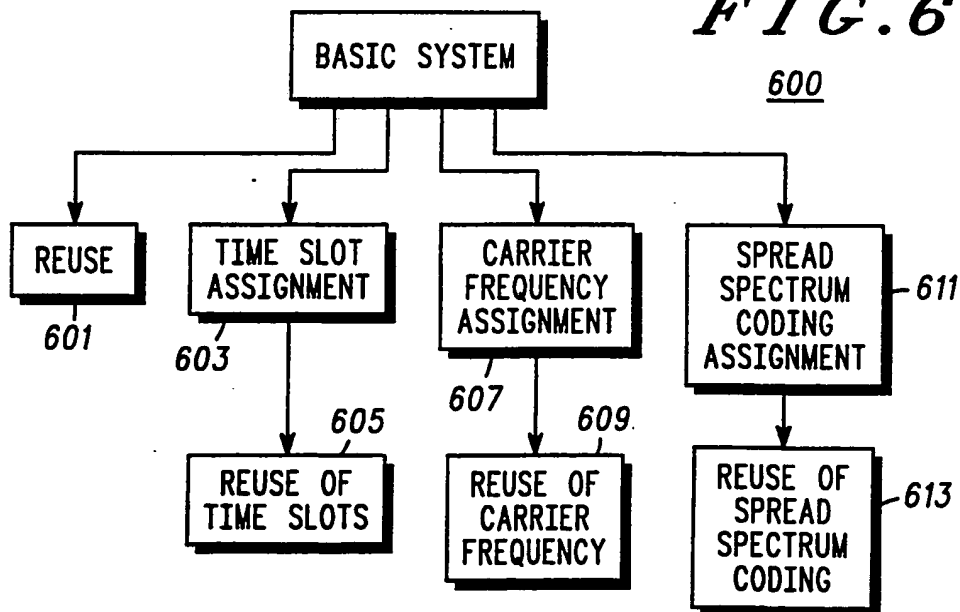 FIG.6
600
BASIC SYSTEM
REUSE
601
TIME SLOT
ASSIGNMENT
603
CARRIER
FREQUENCY
ASSIGNMENT
607
SPREAD
SPECTRUM
CODING
ASSIGNMENT
611
605
REUSE OF
TIME SLOTS
609
REUSE OF
CARRIER
FREQUENCY
REUSE OF
SPREAD
SPECTRUM
CODING
613